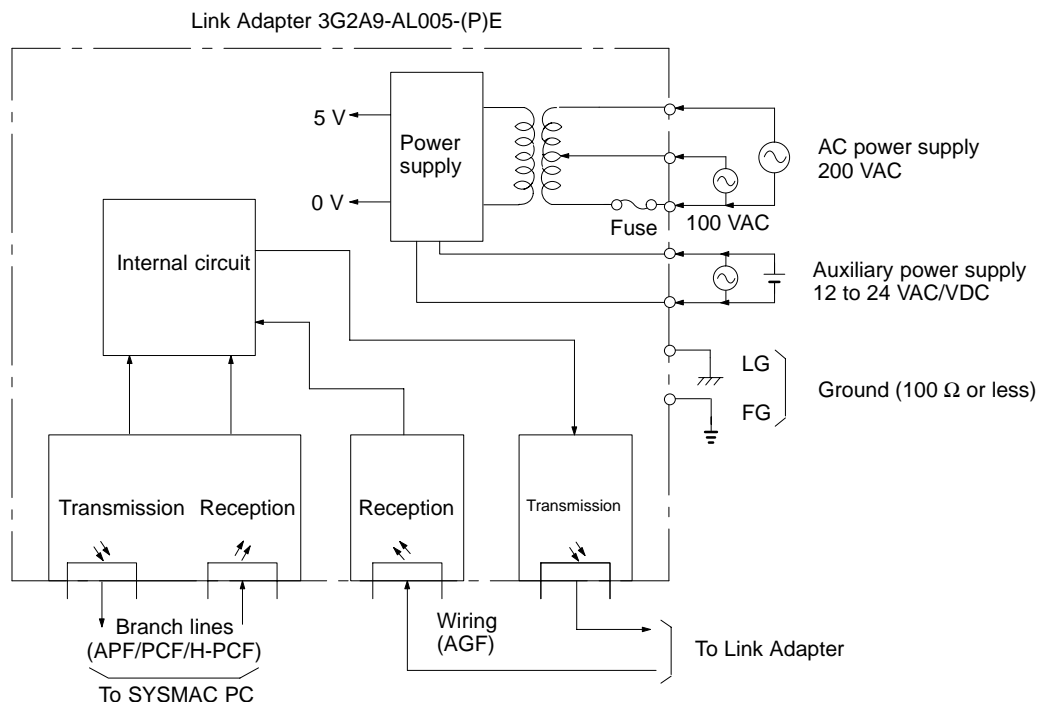 Link Adapter 3G2A9-AL005-(P)E
5 V
0 V
Power
supply
Fuse
100 VAC
AC power supply
200 VAC
Internal circuit
Auxiliary power supply
12 to 24 VAC/VDC
LG
FG
Ground (100 Ω or less)
Transmission
Reception
Reception
Transmission
Branch lines
(APF/PCF/H-PCF)
To SYSMAC PC
Wiring
(AGF)
To Link Adapter